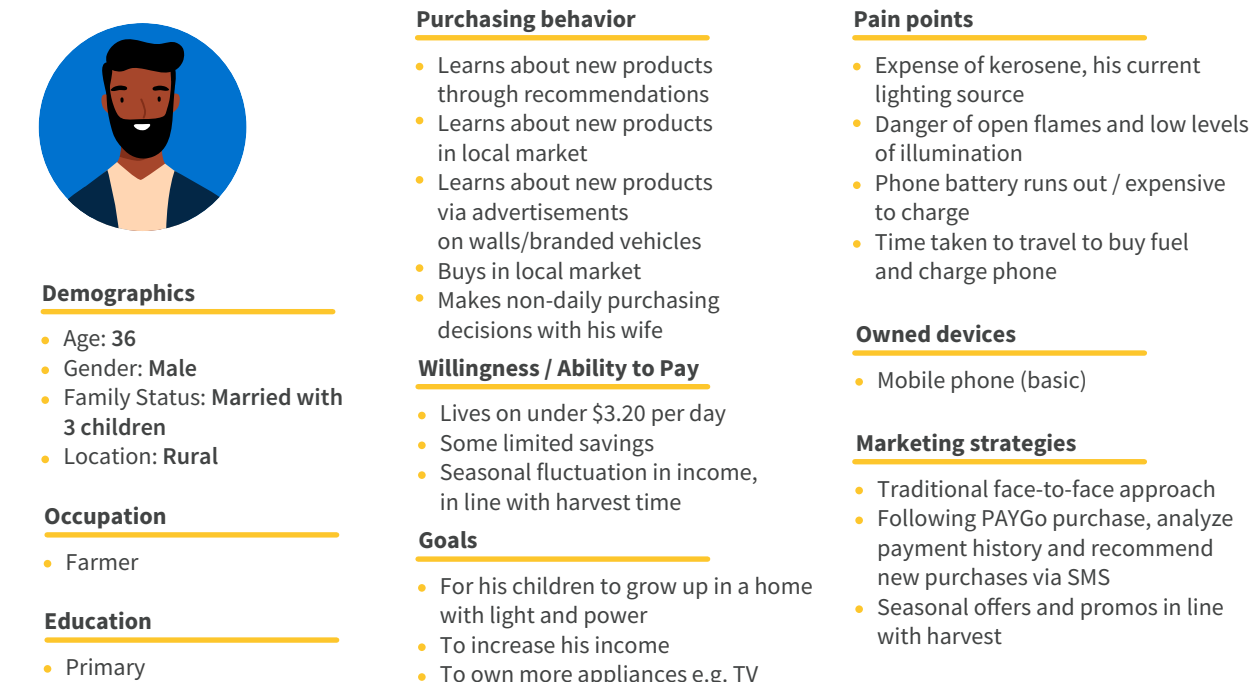 Demographics
Age: 36
Gender: Male
Family Status: Married with
3 children
Location: Rural
Occupation
Farmer
Education
Primary
Purchasing behavior
Learns about new products
through recommendations
Learns about new products
in local market
Learns about new products
via advertisements
on walls/branded vehicles
Buys in local market
Makes non-daily purchasing
decisions with his wife
Willingness / Ability to Pay
Lives on under $3.20 per day
Some limited savings
Seasonal fluctuation in income,
in line with harvest time
Goals
For his children to grow up in a home
with light and power
To increase his income
To own more appliances e.g. TV
Pain points
Expense of kerosene, his current
lighting source
Danger of open flames and low levels
of illumination
Phone battery runs out / expensive
to charge
Time taken to travel to buy fuel
and charge phone
Owned devices
Mobile phone (basic)
Marketing strategies
Traditional face-to-face approach
Following PAYGo purchase, analyze
payment history and recommend
new purchases via SMS
Seasonal offers and promos in line
with harvest